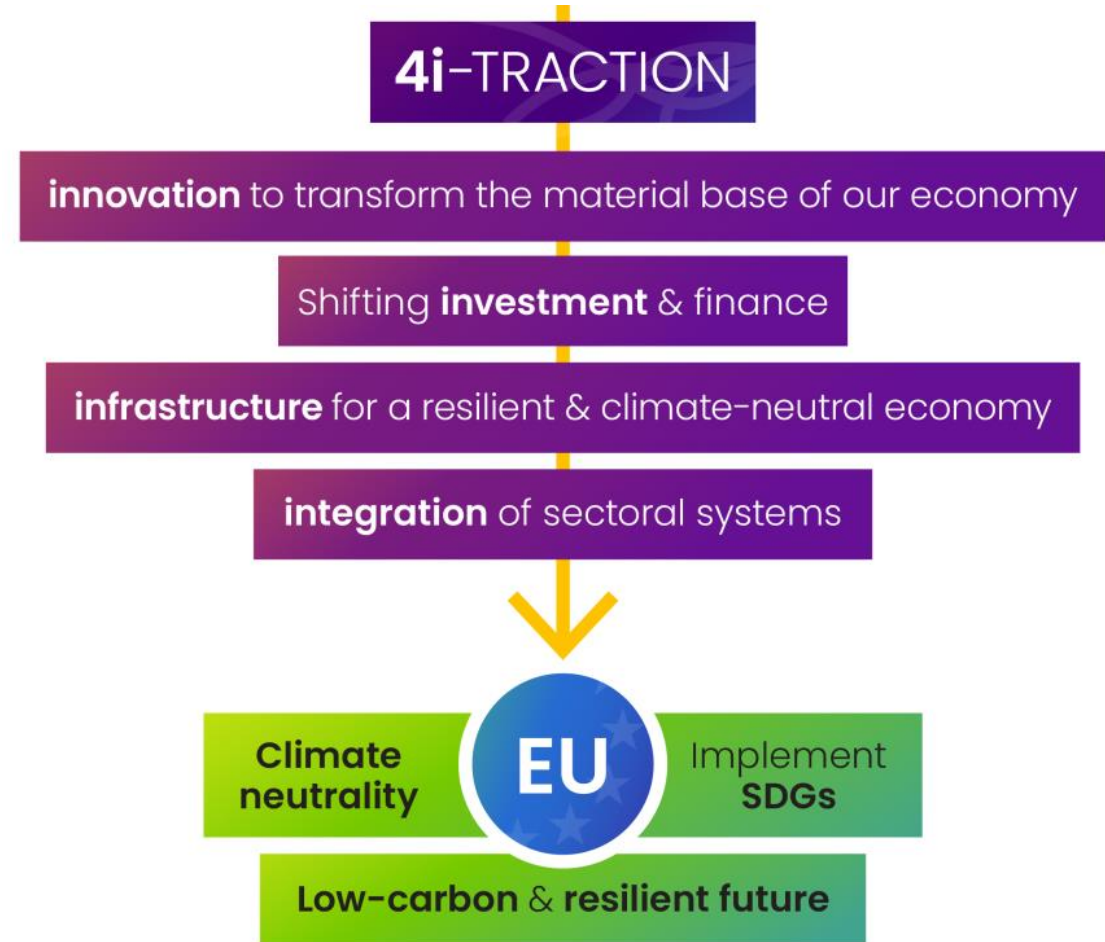 4i-TRACTION
innovation to transform the material base of our economy
Shifting investment & finance
infrastructure for a resilient & climate-neutral economy
integration of sectoral systems
Climate
neutrality
EU
Implement
SDGs
Low-carbon & resilient future